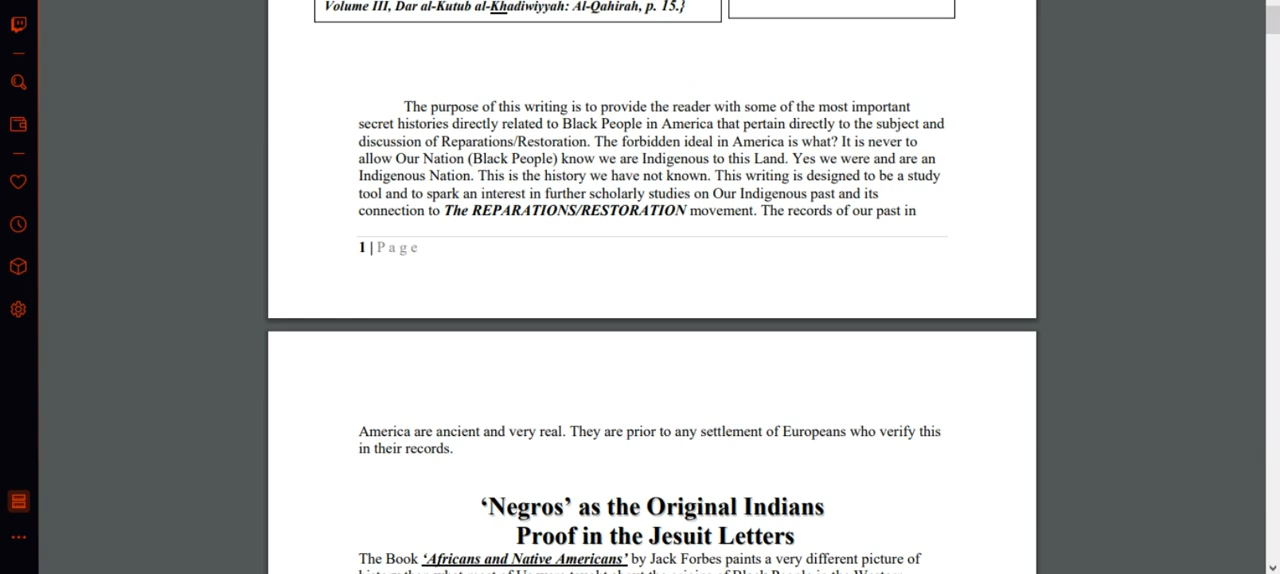 Volume III, Dar al-Kutub al-Khadiwiyyah: Al-Qahirah, p. 15.}
The purpose of this writing is to provide the reader with some of the most important
secret histories directly related to Black People in America that pertain directly to the subject and
discussion of Reparations/Restoration. The forbidden ideal in America is what? It is never to
allow Our Nation (Black People) know we are Indigenous to this Land. Yes we were and are an
Indigenous Nation. This is the history we have not known. This writing is designed to be a study
tool and to spark an interest in further scholarly studies on Our Indigenous past and its
connection to The REPARATIONS/RESTORATION movement. The records of our past in
1 | P a g e
America are ancient and very real. They are prior to any settlement of Europeans who verify this
in their records.
‘Negros’ as the Original Indians
Proof in the Jesuit Letters
The Book ‘Africans and Native Americans’ by Jack Forbes paints a very different picture of